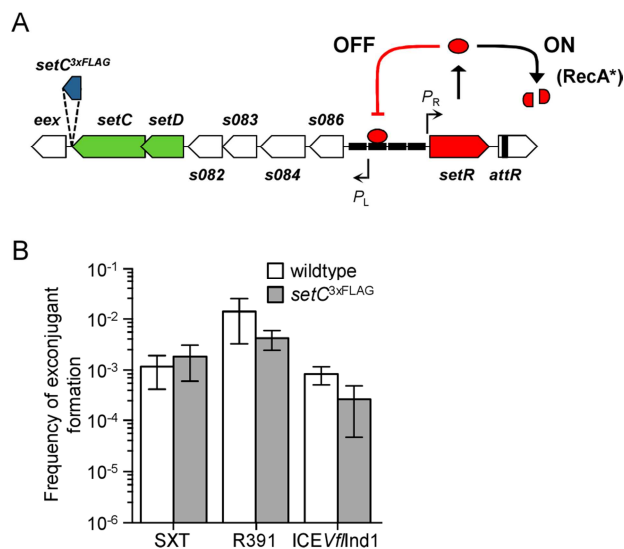 A
OFF
ON
(RecA*)
setC3xFLAG
PR
eex
setC
setD
s083
s086
s082
s084
PL
setR
attR
B
wildtype
setC3xFLAG
Frequency of exconjugant
formation
10-1
10-2
10-3
10-4
10-5
10-6
SXT
R391
ICEVflInd1